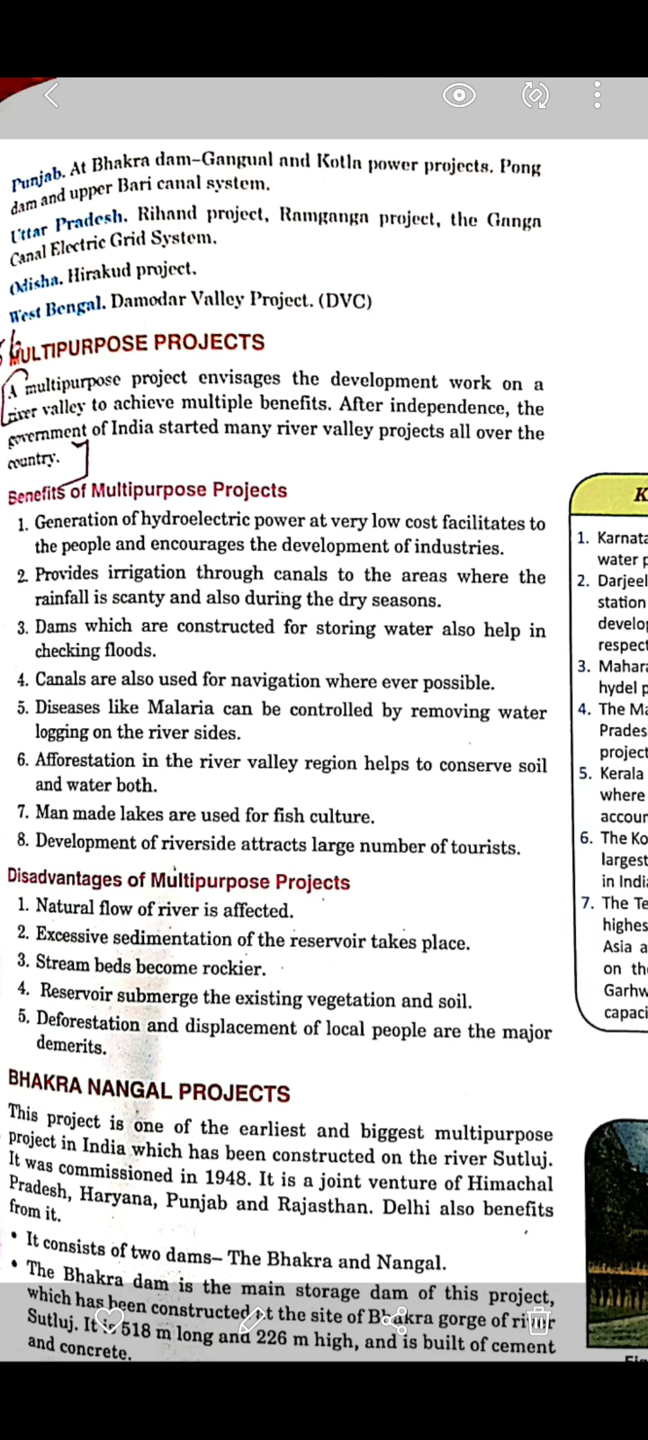 Punjab. At Bhakra dam–Gangual and Kotla power projects. Pong
dam and upper Bari canal system.
Uttar Pradesh. Rihand project, Ramganga project, the Ganga
Canal Electric Grid System.
Odisha. Hirakud project.
West Bengal. Damodar Valley Project. (DVC)
MULTIPURPOSE PROJECTS
A multipurpose project envisages the development work on a
river valley to achieve multiple benefits. After independence, the
government of India started many river valley projects all over the
country.
Benefits of Multipurpose Projects
1. Generation of hydroelectric power at very low cost facilitates to
the people and encourages the development of industries.
2. Provides irrigation through canals to the areas where the
rainfall is scanty and also during the dry seasons.
3. Dams which are constructed for storing water also help in
checking floods.
4. Canals are also used for navigation where ever possible.
5. Diseases like Malaria can be controlled by removing water
logging on the river sides.
6. Afforestation in the river valley region helps to conserve soil
and water both.
7. Man made lakes are used for fish culture.
8. Development of riverside attracts large number of tourists.
Disadvantages of Multipurpose Projects
1. Natural flow of river is affected.
2. Excessive sedimentation of the reservoir takes place.
3. Stream beds become rockier.
4. Reservoir submerge the existing vegetation and soil.
5. Deforestation and displacement of local people are the major
demerits.
BHAKRA NANGAL PROJECTS
This project is one of the earliest and biggest multipurpose
project in India which has been constructed on the river Sutluj.
It was commissioned in 1948. It is a joint venture of Himachal
Pradesh, Haryana, Punjab and Rajasthan. Delhi also benefits
from it.
• It consists of two dams– The Bhakra and Nangal.
• The Bhakra dam is the main storage dam of this project,
which has been constructed at the site of Bhakra gorge of river
Sutluj. It is 518 m long and 226 m high, and is built of cement
and concrete.
K
1. Karnata
water p
2. Darjeel
station
develop
respect
3. Mahara
hydel p
4. The Ma
Prades
project
5. Kerala
where
accour
6. The Ko
largest
in India
7. The Te
highes
Asia a
on the
Garhw
capaci